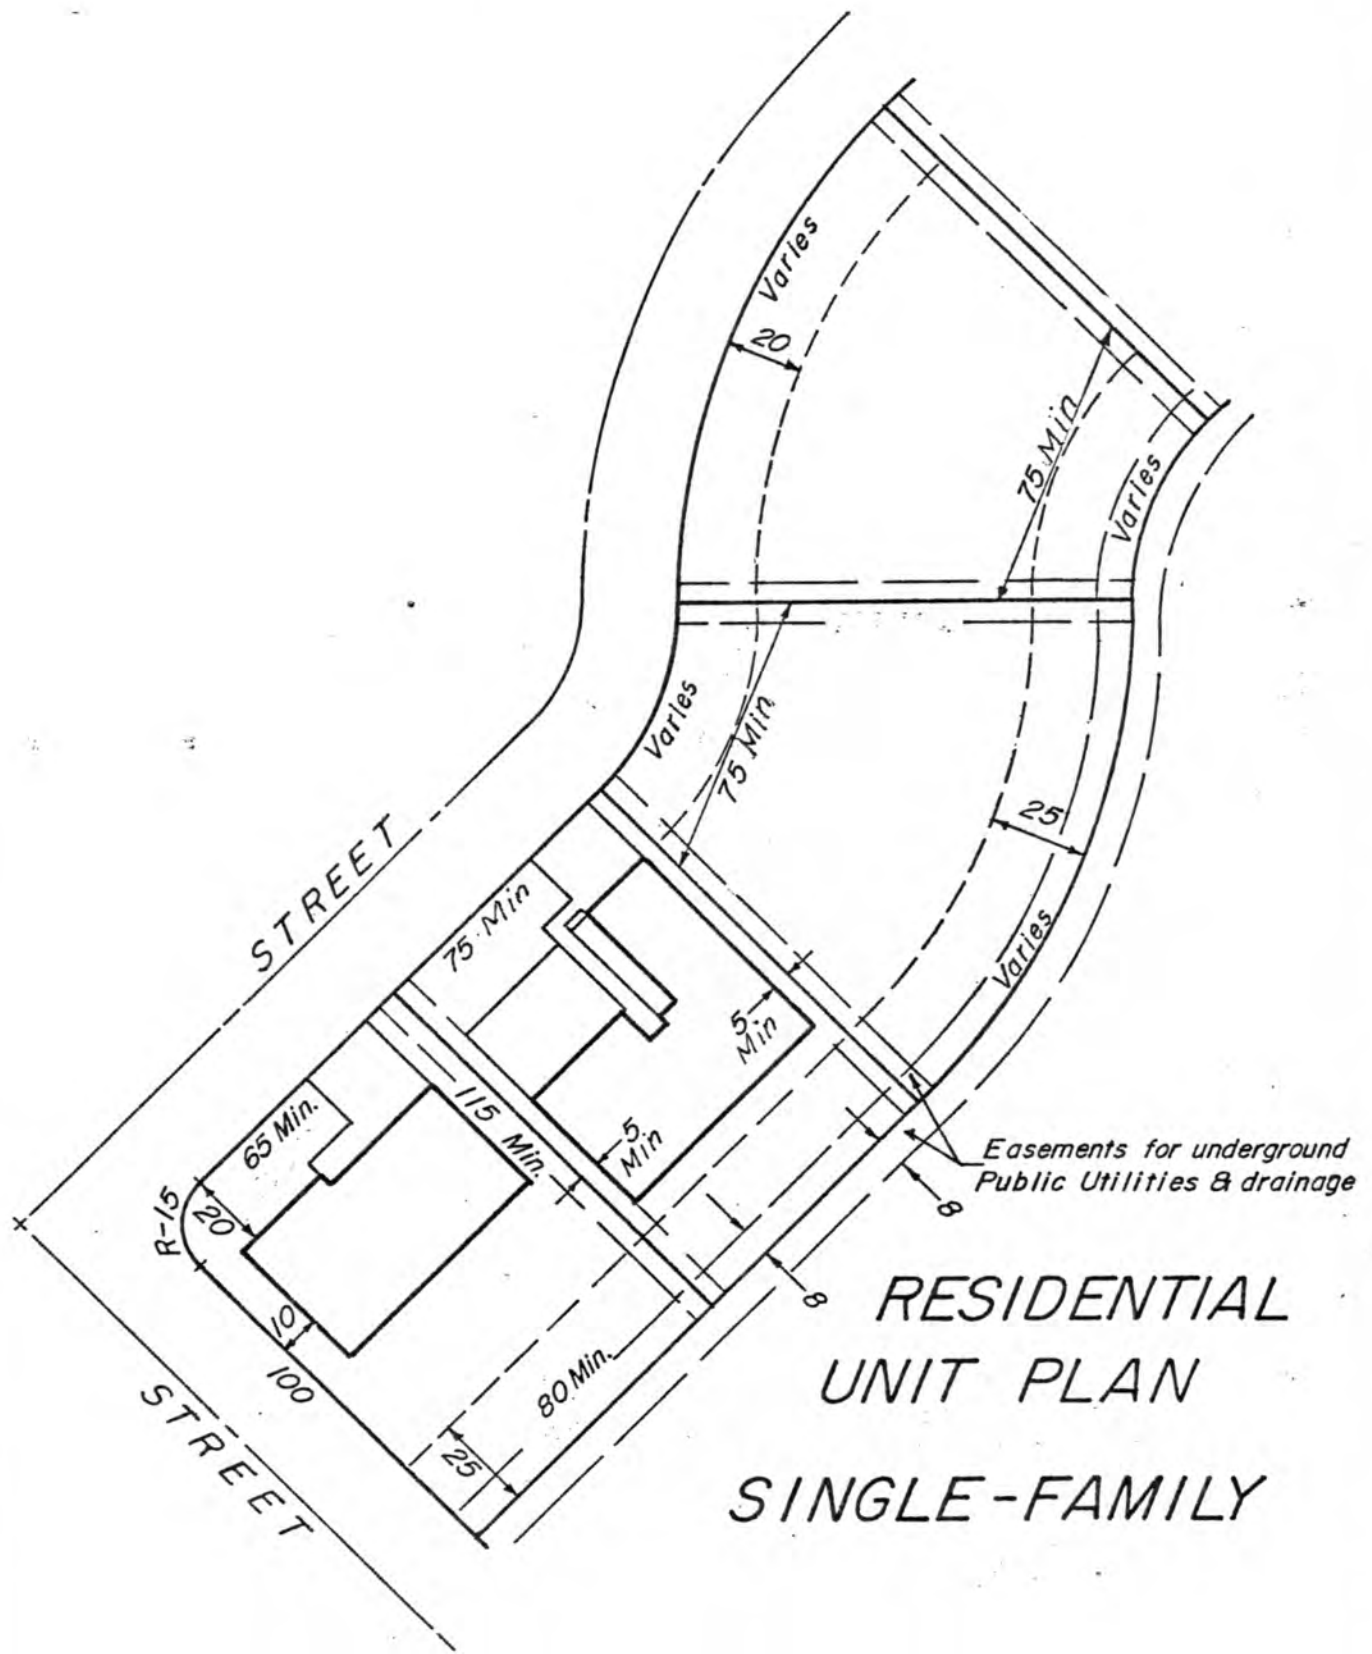 Varies
20
75 Min
Varies
Varies
75 Min
25
STREET
75 Min
Varies
5
Min
115 Min.
5
Min
65 Min.
Easements for underground
Public Utilities & drainage
R-15
20
8
8
10
100
80 Min.
25
STREET
RESIDENTIAL
UNIT PLAN
SINGLE-FAMILY